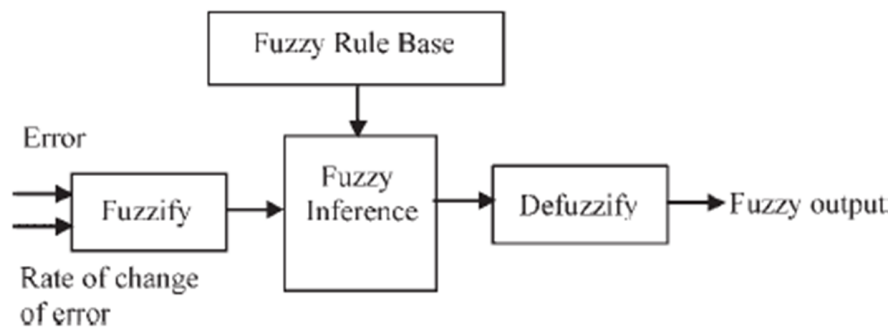 Fuzzy Rule Base
Error
Fuzzy
Inference
Fuzzify
Defuzzify
Fuzzy output
Rate of change
of error